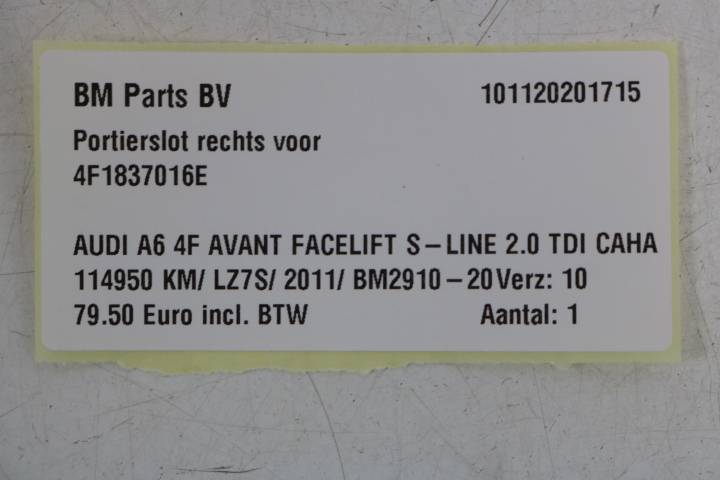 BM Parts BV 101120201715
Portierslot rechts voor
4F1837016E
AUDI A6 4F AVANT FACELIFT S-LINE 2.0 TDI CAHA
114950 KM/ LZ7S/ 2011/ BM2910-20Verz: 10
79.50 Euro incl. BTW Aantal: 1